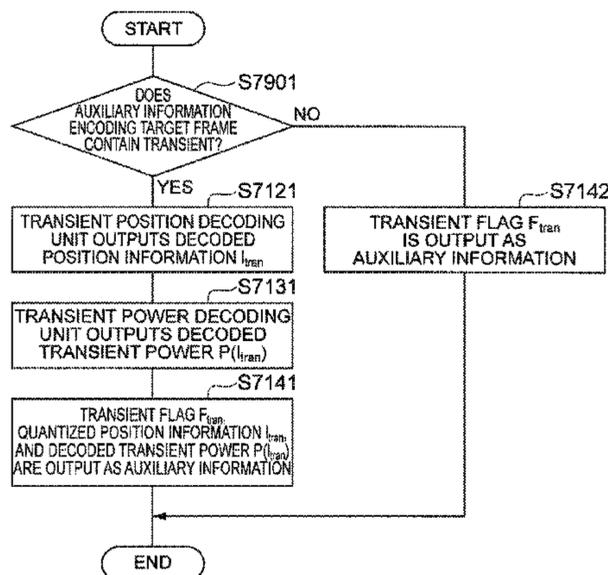 START
S7901
DOES
AUXILIARY INFORMATION
ENCODING TARGET FRAME
CONTAIN TRANSIENT?
NO
YES
S7121
TRANSIENT POSITION DECODING
UNIT OUTPUTS DECODED
POSITION INFORMATION Itran
S7142
TRANSIENT FLAG Ftran
IS OUTPUT AS
AUXILIARY INFORMATION
S7131
TRANSIENT POWER DECODING
UNIT OUTPUTS DECODED
TRANSIENT POWER P(Itran)
S7141
TRANSIENT FLAG Ftran,
QUANTIZED POSITION INFORMATION Itran,
AND DECODED TRANSIENT POWER P(Itran)
ARE OUTPUT AS AUXILIARY INFORMATION
END